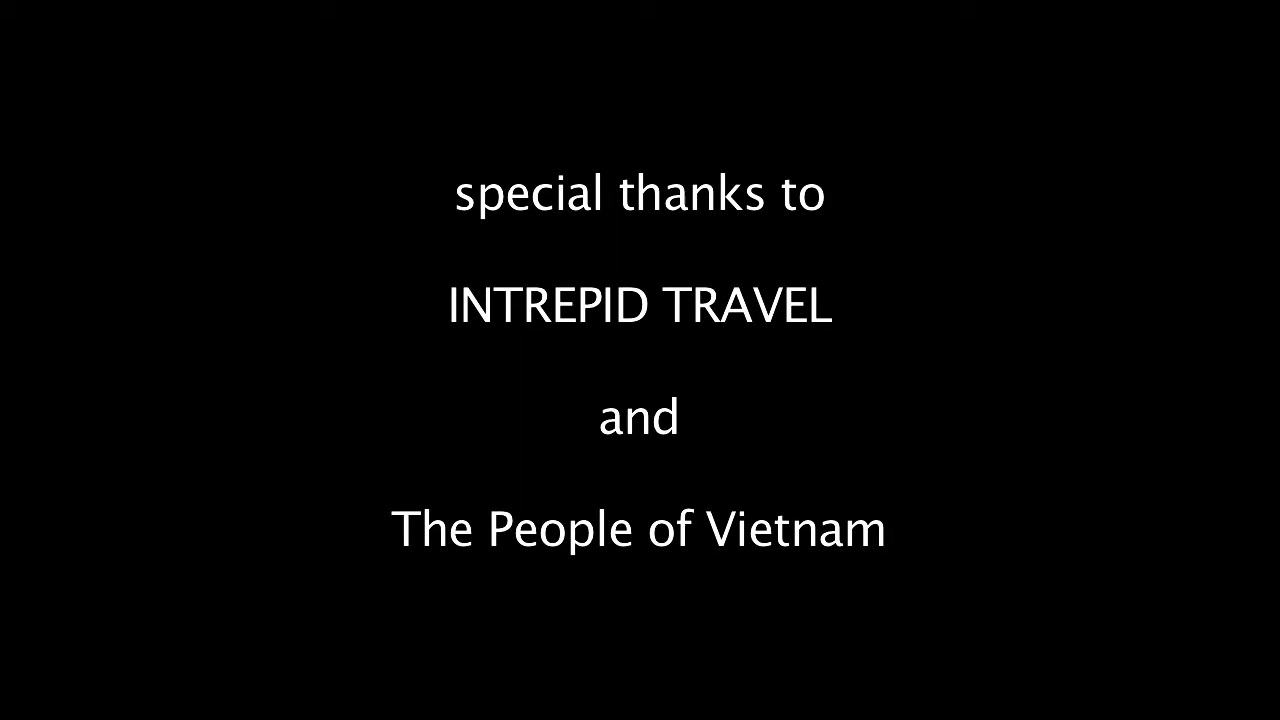 special thanks to
INTREPID TRAVEL
and
The People of Vietnam